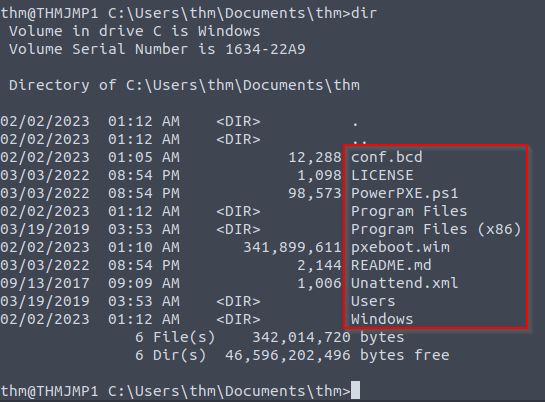 thm@THMJMP1 C:\Users\thm\Documents\thm>dir
 Volume in drive C is Windows
 Volume Serial Number is 1634-22A9

 Directory of C:\Users\thm\Documents\thm

02/02/2023  01:12 AM    <DIR>          .
02/02/2023  01:12 AM    <DIR>          ..
02/02/2023  01:05 AM            12,288 conf.bcd
03/03/2022  08:54 PM             1,098 LICENSE
03/03/2022  08:54 PM            98,573 PowerPXE.ps1
02/02/2023  01:12 AM    <DIR>          Program Files
03/19/2019  03:53 AM    <DIR>          Program Files (x86)
02/02/2023  01:10 AM       341,899,611 pxeboot.wim
03/03/2022  08:54 PM             2,144 README.md
09/13/2017  09:09 AM             1,006 Unattend.xml
03/19/2019  03:53 AM    <DIR>          Users
02/02/2023  01:12 AM    <DIR>          Windows
               6 File(s)    342,014,720 bytes
               6 Dir(s)  46,596,202,496 bytes free

thm@THMJMP1 C:\Users\thm\Documents\thm>